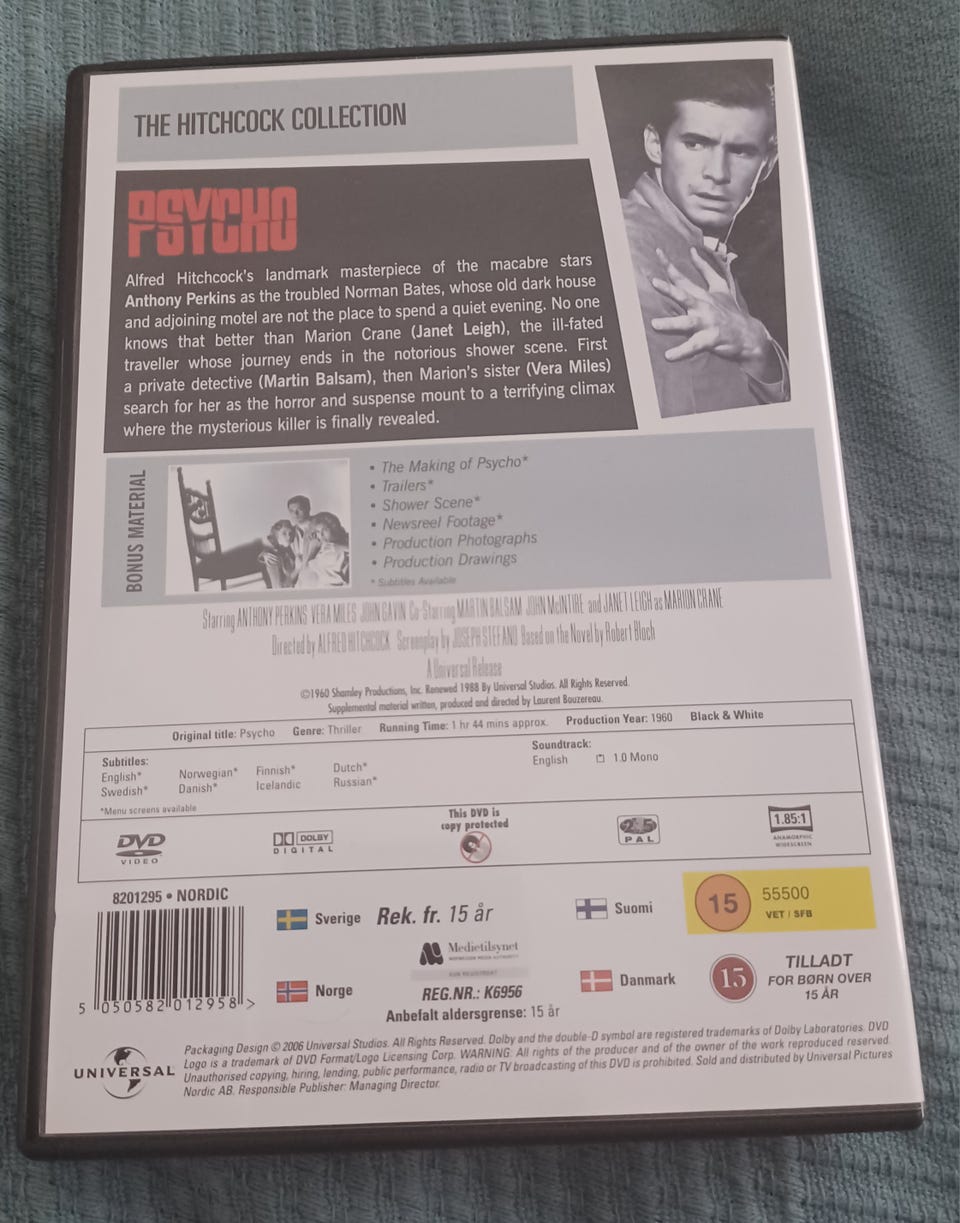 THE HITCHCOCK COLLECTION
PSYCHO
Alfred Hitchcock's landmark masterpiece of the macabre stars
Anthony Perkins as the troubled Norman Bates, whose old dark house
and adjoining motel are not the place to spend a quiet evening. No one
knows that better than Marion Crane (Janet Leigh), the ill-fated
traveller whose journey ends in the notorious shower scene. First
a private detective (Martin Balsam), then Marion's sister (Vera Miles)
search for her as the horror and suspense mount to a terrifying climax
where the mysterious killer is finally revealed.
BONUS MATERIAL
• The Making of Psycho*
• Trailers*
• Shower Scene*
• Newsreel Footage*
• Production Photographs
• Production Drawings
* Subtitles Available
Starring ANTHONY PERKINS VERA MILES JOHN GAVIN Co-Starring MARTIN BALSAM JOHN McINTIRE and JANET LEIGH as MARION CRANE
Directed by ALFRED HITCHCOCK Screenplay by JOSEPH STEFANO Based on the Novel by Robert Bloch
A Universal Release
©1960 Shamley Productions, Inc. Renewed 1988 By Universal Studios. All Rights Reserved.
Supplemental material written, produced and directed by Laurent Bouzereau.
Original title: Psycho Genre: Thriller Running Time: 1 hr 44 mins approx. Production Year: 1960 Black & White
Subtitles:
English* Norwegian* Finnish* Dutch*
Swedish* Danish* Icelandic Russian*
*Menu screens available
Soundtrack:
English 1.0 Mono
DVD
VIDEO
DOLBY
DIGITAL
This DVD is
copy protected
2 5
PAL
1.85:1
ANAMORPHIC
WIDESCREEN
8201295 • NORDIC
5 050582 012958 >
Sverige Rek. fr. 15 år
Suomi
15
55500
VET / SFB
Medietilsynet
NORWEGIAN MEDIA AUTHORITY
KUN REGISTRERT
Norge
REG.NR.: K6956
Anbefalt aldersgrense: 15 år
Danmark
15
TILLADT
FOR BØRN OVER
15 ÅR
UNIVERSAL
Packaging Design © 2006 Universal Studios. All Rights Reserved. Dolby and the double-D symbol are registered trademarks of Dolby Laboratories. DVD
Logo is a trademark of DVD Format/Logo Licensing Corp. WARNING: All rights of the producer and of the owner of the work reproduced reserved.
Unauthorised copying, hiring, lending, public performance, radio or TV broadcasting of this DVD is prohibited. Sold and distributed by Universal Pictures
Nordic AB. Responsible Publisher: Managing Director.